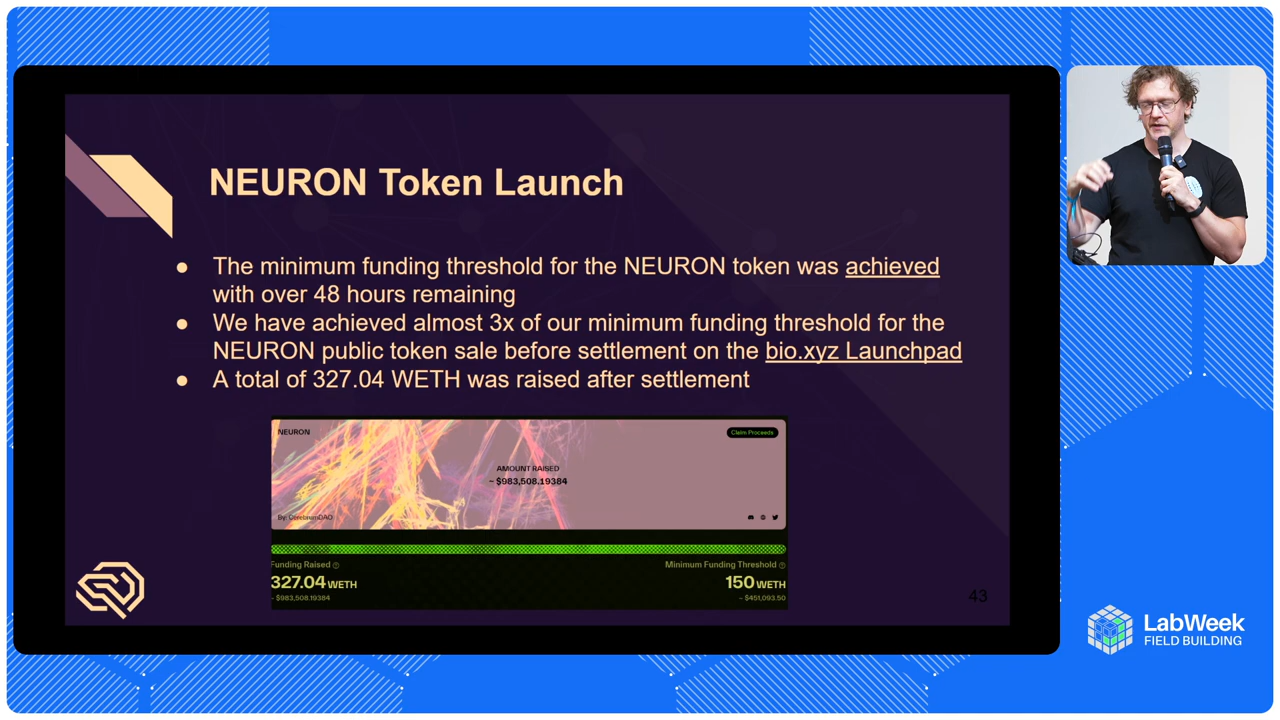 NEURON Token Launch
● The minimum funding threshold for the NEURON token was achieved
with over 48 hours remaining
● We have achieved almost 3x of our minimum funding threshold for the
NEURON public token sale before settlement on the bio.xyz Launchpad
● A total of 327.04 WETH was raised after settlement
NEURON
Claim Proceeds
AMOUNT RAISED
~ $983,508.19384
By: CerebrumDAO
Funding Raised
Minimum Funding Threshold
327.04 WETH
150 WETH
~ $983,508.19384
~ $451,093.50
43
LabWeek
FIELD BUILDING